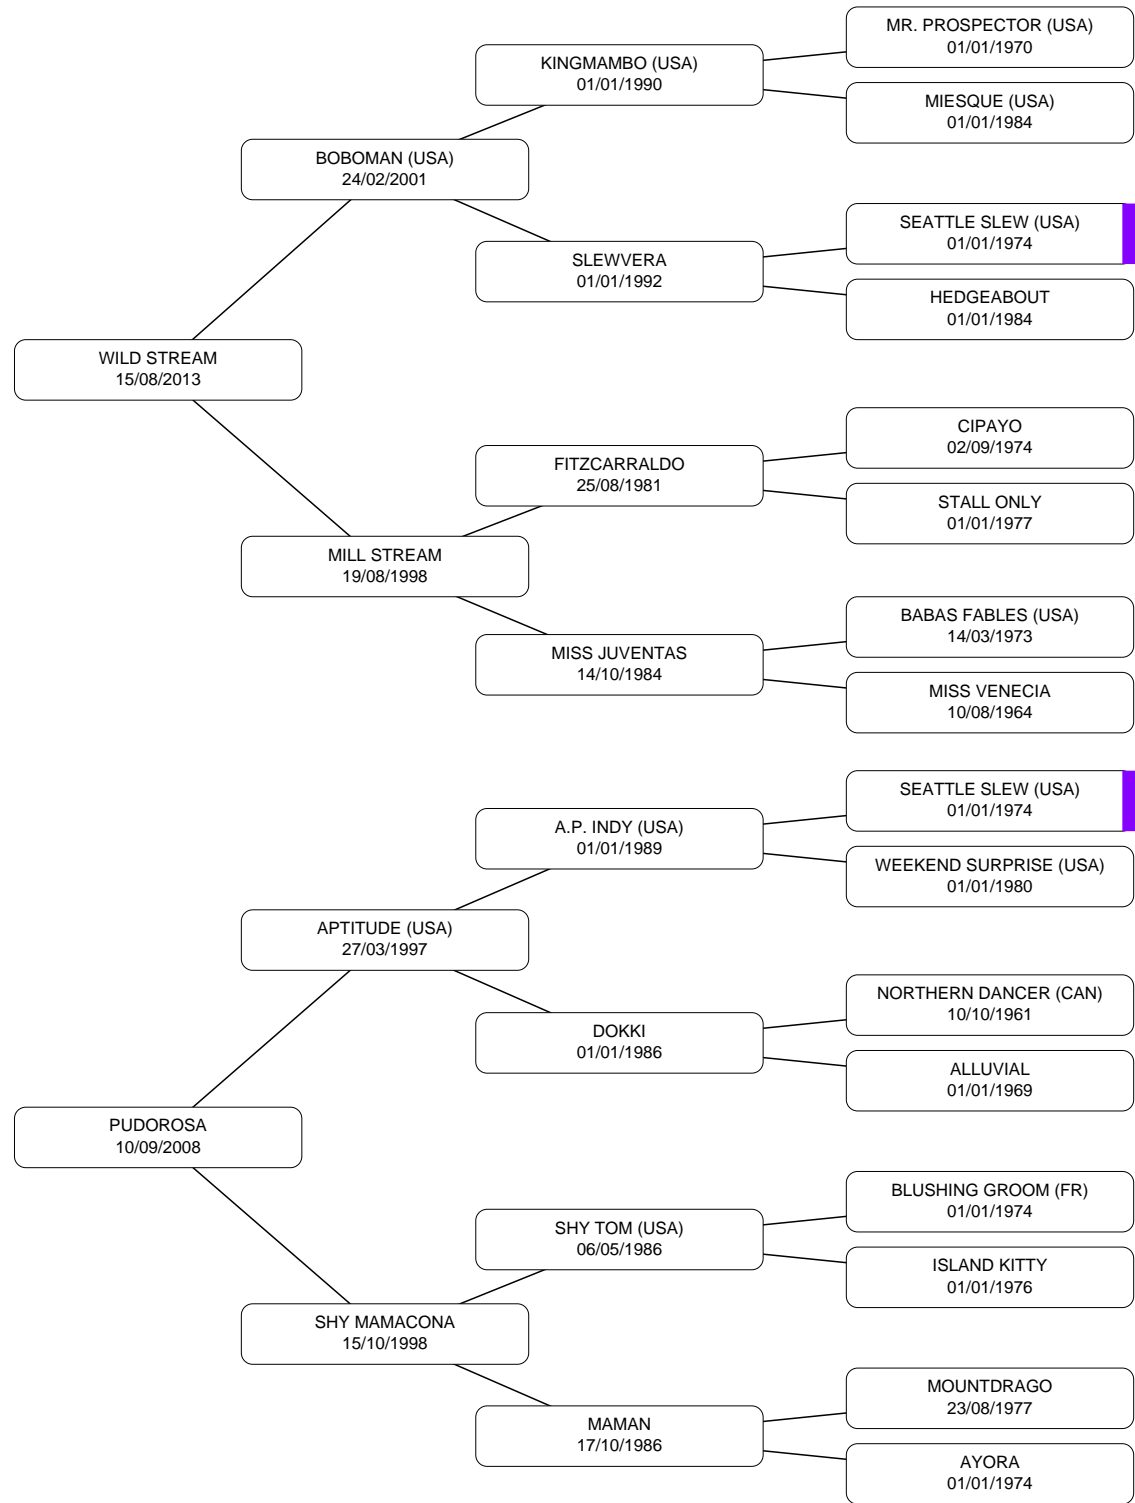 MR. PROSPECTOR (USA)
01/01/1970
KINGMAMBO (USA)
01/01/1990
MIESQUE (USA)
01/01/1984
BOBOMAN (USA)
24/02/2001
SEATTLE SLEW (USA)
01/01/1974
SLEWVERA
01/01/1992
HEDGEABOUT
01/01/1984
WILD STREAM
15/08/2013
CIPAYO
02/09/1974
FITZCARRALDO
25/08/1981
STALL ONLY
01/01/1977
MILL STREAM
19/08/1998
BABAS FABLES (USA)
14/03/1973
MISS JUVENTAS
14/10/1984
MISS VENECIA
10/08/1964
SEATTLE SLEW (USA)
01/01/1974
A.P. INDY (USA)
01/01/1989
WEEKEND SURPRISE (USA)
01/01/1980
APTITUDE (USA)
27/03/1997
NORTHERN DANCER (CAN)
10/10/1961
DOKKI
01/01/1986
ALLUVIAL
01/01/1969
PUDOROSA
10/09/2008
BLUSHING GROOM (FR)
01/01/1974
SHY TOM (USA)
06/05/1986
ISLAND KITTY
01/01/1976
SHY MAMACONA
15/10/1998
MOUNTDRAGO
23/08/1977
MAMAN
17/10/1986
AYORA
01/01/1974